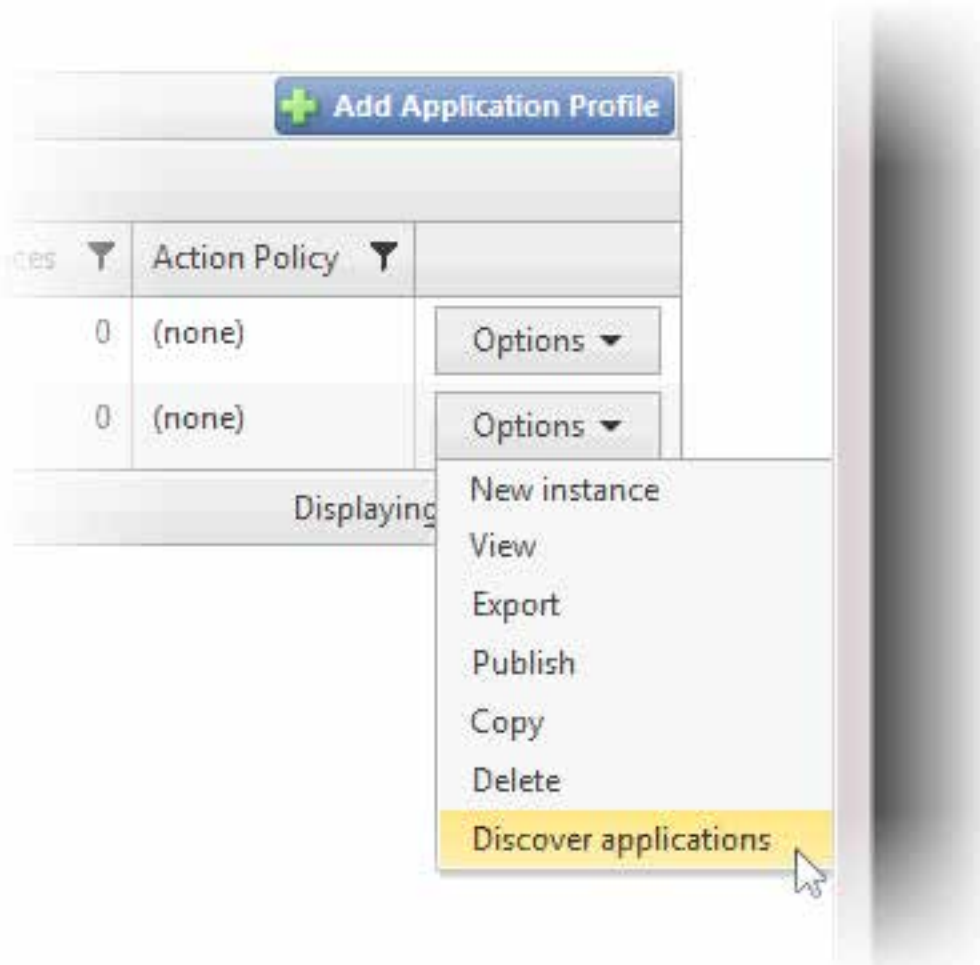 Add Application Profile
ces Action Policy
0 (none) Options
0 (none) Options
Displaying
New instance
View
Export
Publish
Copy
Delete
Discover applications